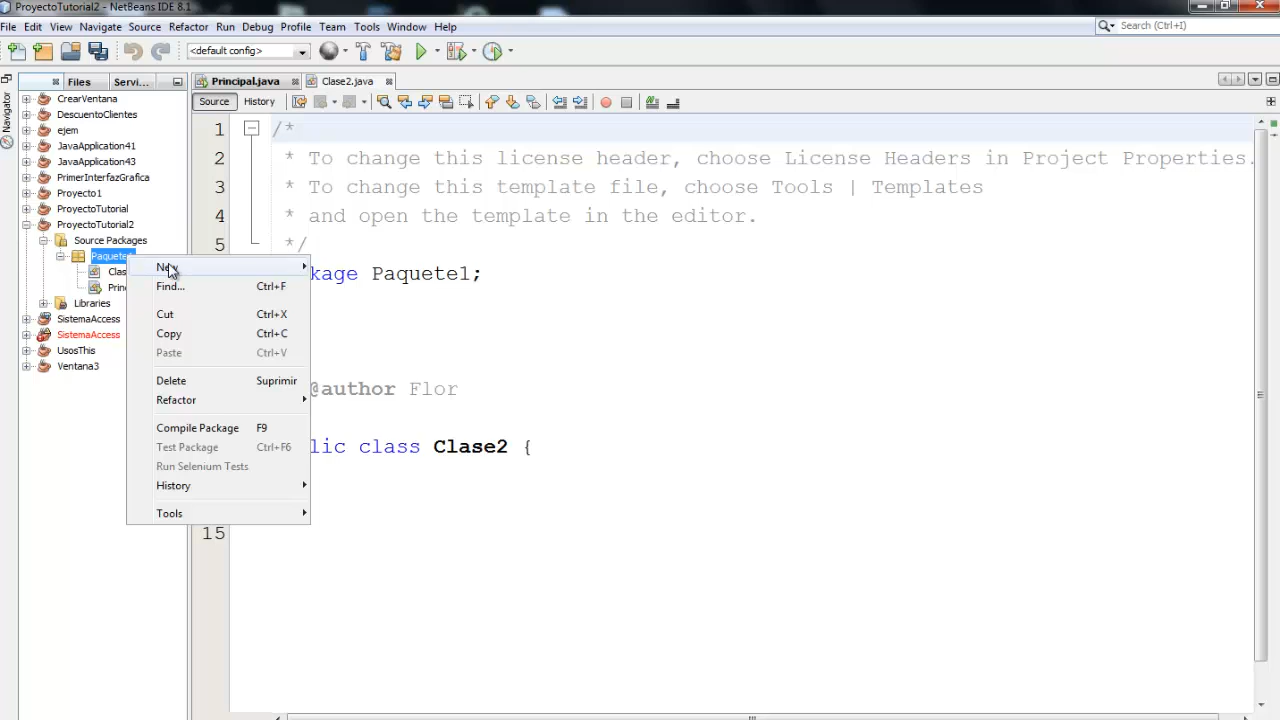 ProyectoTutorial2 - NetBeans IDE 8.1
File Edit View Navigate Source Refactor Run Debug Profile Team Tools Window Help
Search (Ctrl+I)
<default config>
Files Servi... Principal.java Clase2.java
Source History
Navigator
CrearVentana
DescuentoClientes
ejem
JavaApplication41
JavaApplication43
PrimerInterfazGrafica
Proyecto1
ProyectoTutorial
ProyectoTutorial2
Source Packages
Paquete
Clas
Prin
Libraries
SistemaAccess
SistemaAccess
UsosThis
Ventana3
New
Find... Ctrl+F
Cut Ctrl+X
Copy Ctrl+C
Paste Ctrl+V
Delete Suprimir
Refactor
Compile Package F9
Test Package Ctrl+F6
Run Selenium Tests
History
Tools
1 /*
2 * To change this license header, choose License Headers in Project Properties.
3 * To change this template file, choose Tools | Templates
4 * and open the template in the editor.
5 */
kage Paquete1;
@author Flor
lic class Clase2 {
15